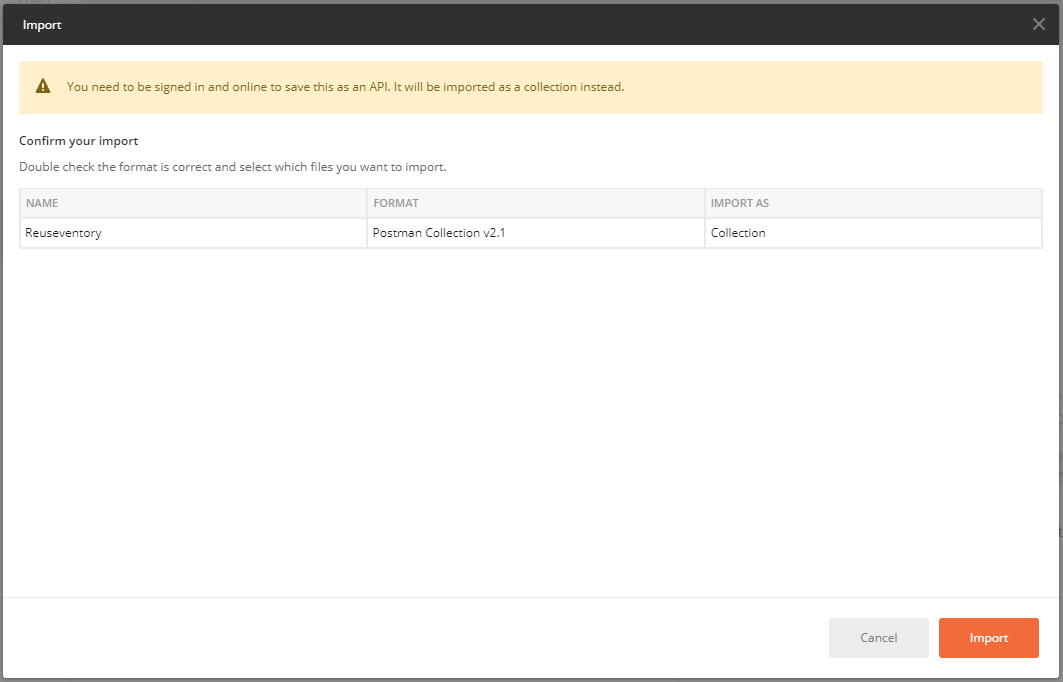 Import
You need to be signed in and online to save this as an API. It will be imported as a collection instead.
Confirm your import
Double check the format is correct and select which files you want to import.
NAME FORMAT IMPORT AS
Reuseventory Postman Collection v2.1 Collection
Cancel Import